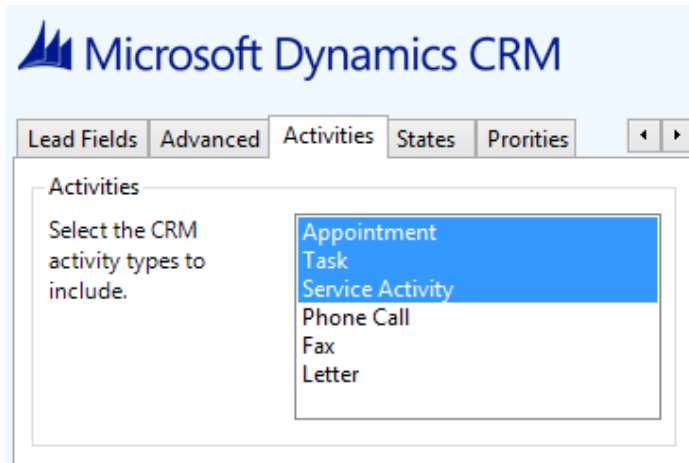 Microsoft Dynamics CRM
Lead Fields Advanced Activities States Prorities
Activities
Select the CRM
activity types to
include.
Appointment
Task
Service Activity
Phone Call
Fax
Letter